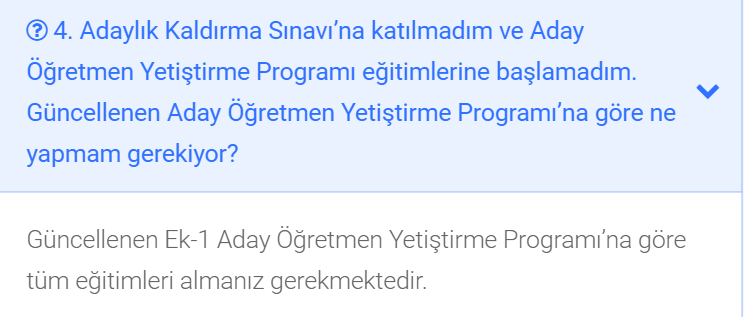 4. Adaylık Kaldırma Sınavı’na katılmadım ve Aday
Öğretmen Yetiştirme Programı eğitimlerine başlamadım.
Güncellenen Aday Öğretmen Yetiştirme Programı’na göre ne
yapmam gerekiyor?
Güncellenen Ek-1 Aday Öğretmen Yetiştirme Programı’na göre
tüm eğitimleri almanız gerekmektedir.